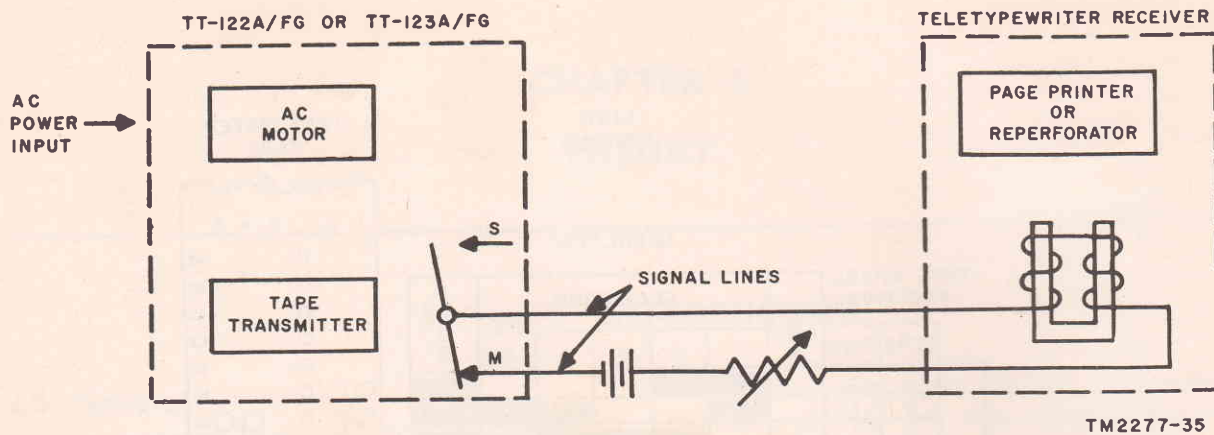 TT-122A/FG OR TT-123A/FG
TELETYPEWRITER RECEIVER
AC
POWER
INPUT
AC
MOTOR
PAGE PRINTER
OR
REPERFORATOR
S
SIGNAL LINES
TAPE
TRANSMITTER
M
TM2277-35